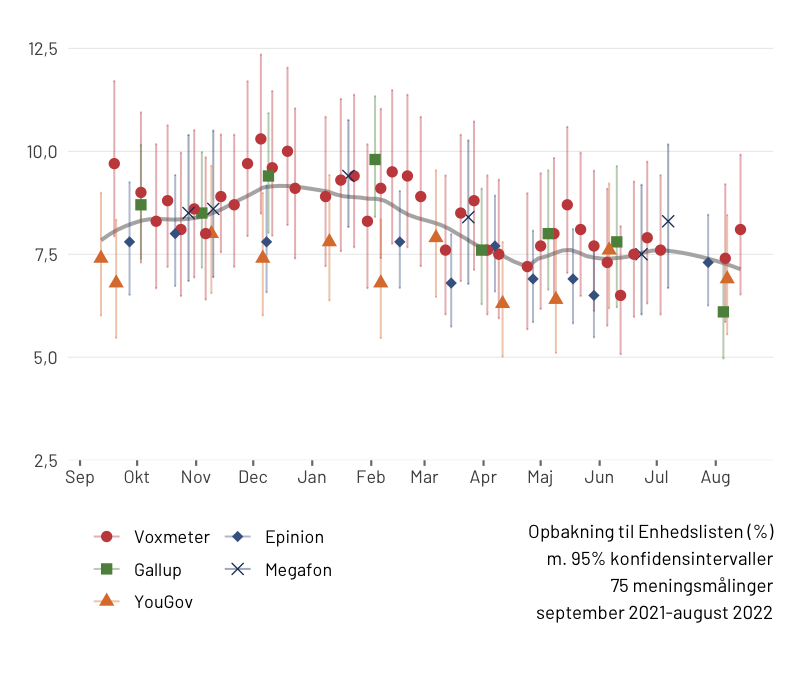 12,5
10,0
7,5
5,0
2,5
Sep Okt Nov Dec Jan Feb Mar Apr Maj Jun Jul Aug
Voxmeter Epinion
Gallup Megafon
YouGov
Opbakning til Enhedslisten (%)
m. 95% konfidensintervaller
75 meningsmålinger
september 2021-august 2022